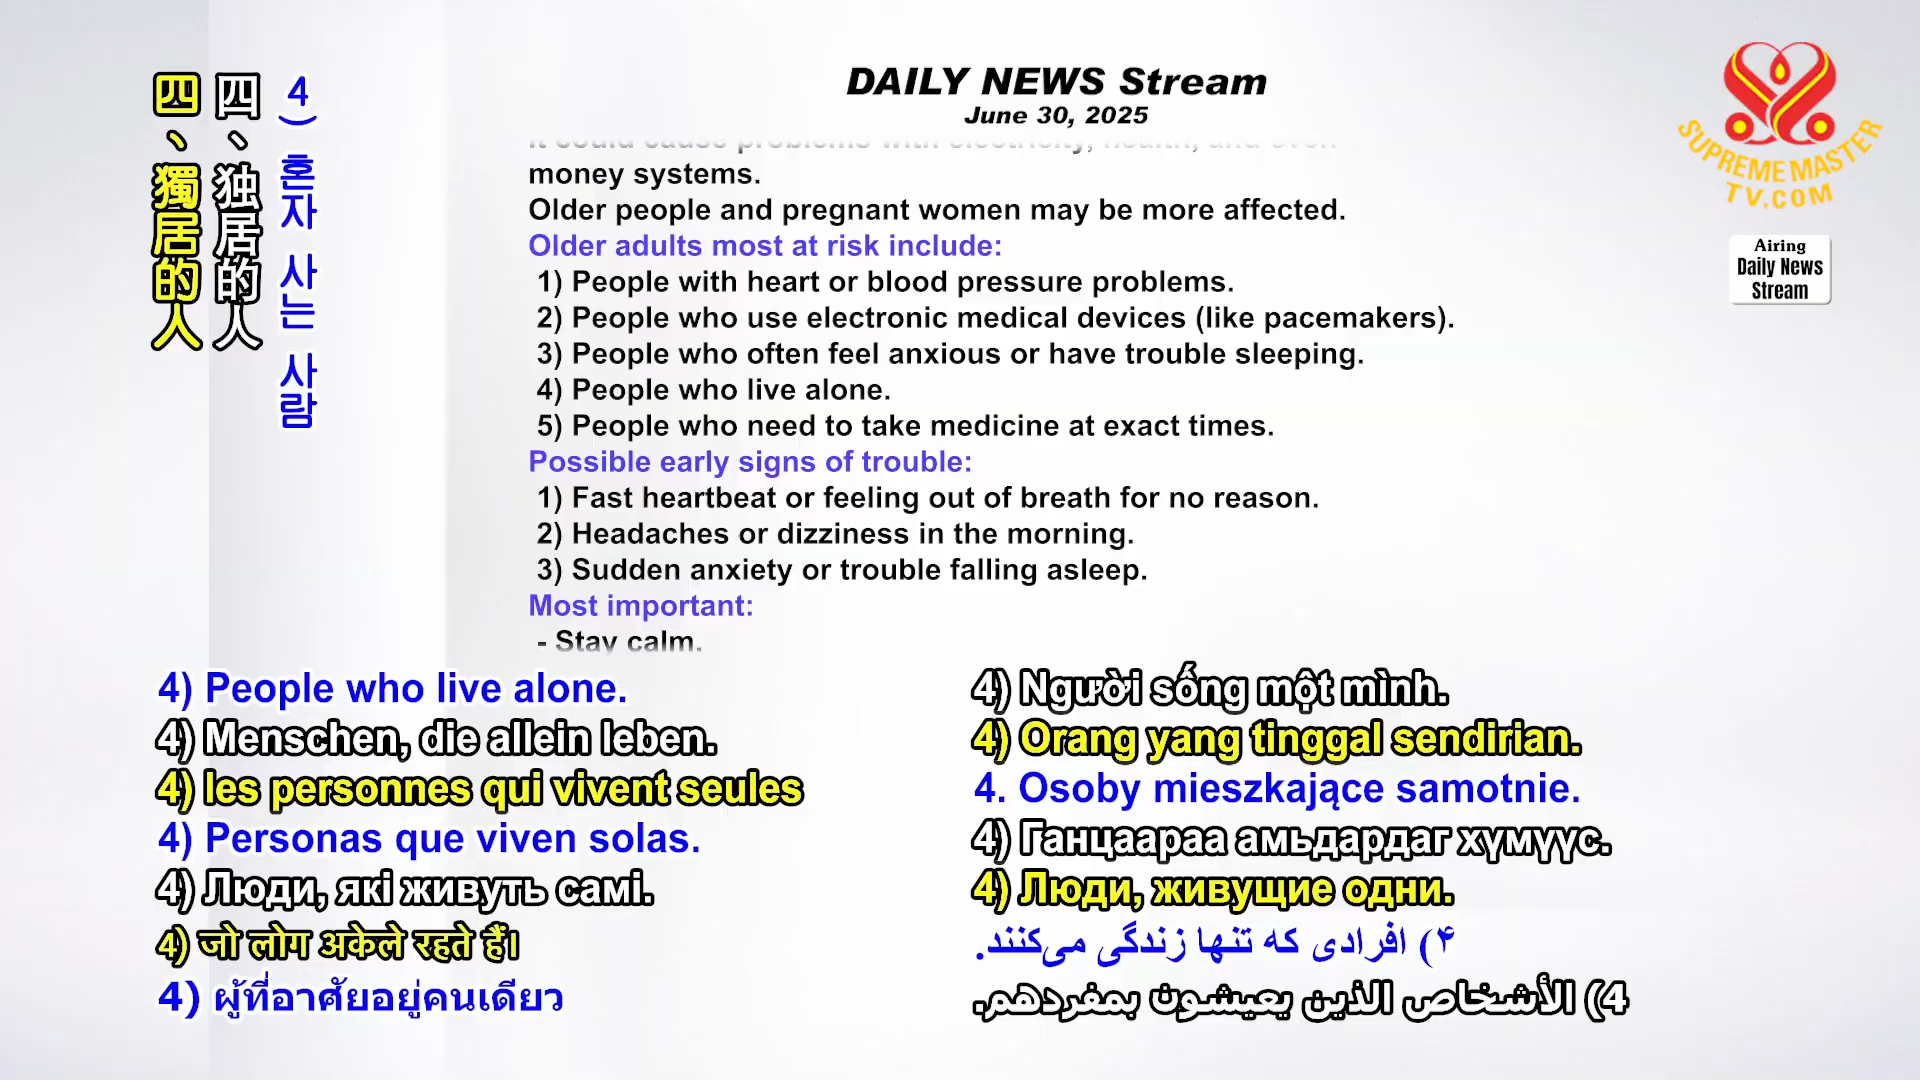 四、獨居的人
四、独居的人
4) 혼자 사는 사람
DAILY NEWS Stream
June 30, 2025
It could cause problems with electricity, health, and even
money systems.
Older people and pregnant women may be more affected.
Older adults most at risk include:
1) People with heart or blood pressure problems.
2) People who use electronic medical devices (like pacemakers).
3) People who often feel anxious or have trouble sleeping.
4) People who live alone.
5) People who need to take medicine at exact times.
Possible early signs of trouble:
1) Fast heartbeat or feeling out of breath for no reason.
2) Headaches or dizziness in the morning.
3) Sudden anxiety or trouble falling asleep.
Most important:
- Stay calm.
SUPREME MASTER
TV.COM
Airing
Daily News
Stream
4) People who live alone.
4) Menschen, die allein leben.
4) les personnes qui vivent seules
4) Personas que viven solas.
4) Люди, які живуть самі.
4) जो लोग अकेले रहते हैं।
4) ผู้ที่อาศัยอยู่คนเดียว
4) Người sống một mình.
4) Orang yang tinggal sendirian.
4. Osoby mieszkające samotnie.
4) Ганцаараа амьдардаг хүмүүс.
4) Люди, живущие одни.
۴) افرادی که تنها زندگی می‌کنند.
4) الأشخاص الذين يعيشون بمفردهم.